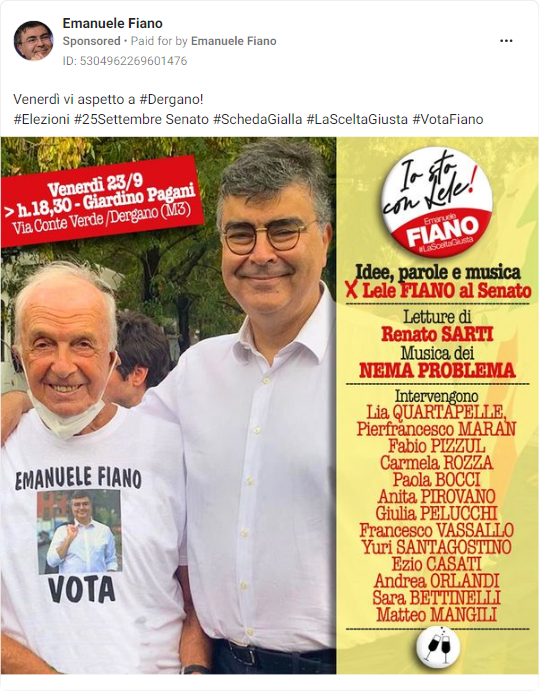 Emanuele Fiano
Sponsored • Paid for by Emanuele Fiano
ID: 5304962269601476
Venerdì vi aspetto a #Dergano!
#Elezioni #25Settembre Senato #SchedaGialla #LaSceltaGiusta #VotaFiano
Venerdì 23/9
> h.18,30 - Giardino Pagani
Via Conte Verde /Dergano (M3)
EMANUELE FIANO
VOTA
Io sto
con Lele!
Emanuele
FIANO
#LaSceltaGiusta
Idee, parole e musica
X Lele FIANO al Senato
Letture di
Renato SARTI
Musica dei
NEMA PROBLEMA
Intervengono
Lia QUARTAPELLE,
Pierfrancesco MARAN
Fabio PIZZUL
Carmela ROZZA
Paola BOCCI
Anita PIROVANO
Giulia PELUCCHI
Francesco VASSALLO
Yuri SANTAGOSTINO
Ezio CASATI
Andrea ORLANDI
Sara BETTINELLI
Matteo MANGILI